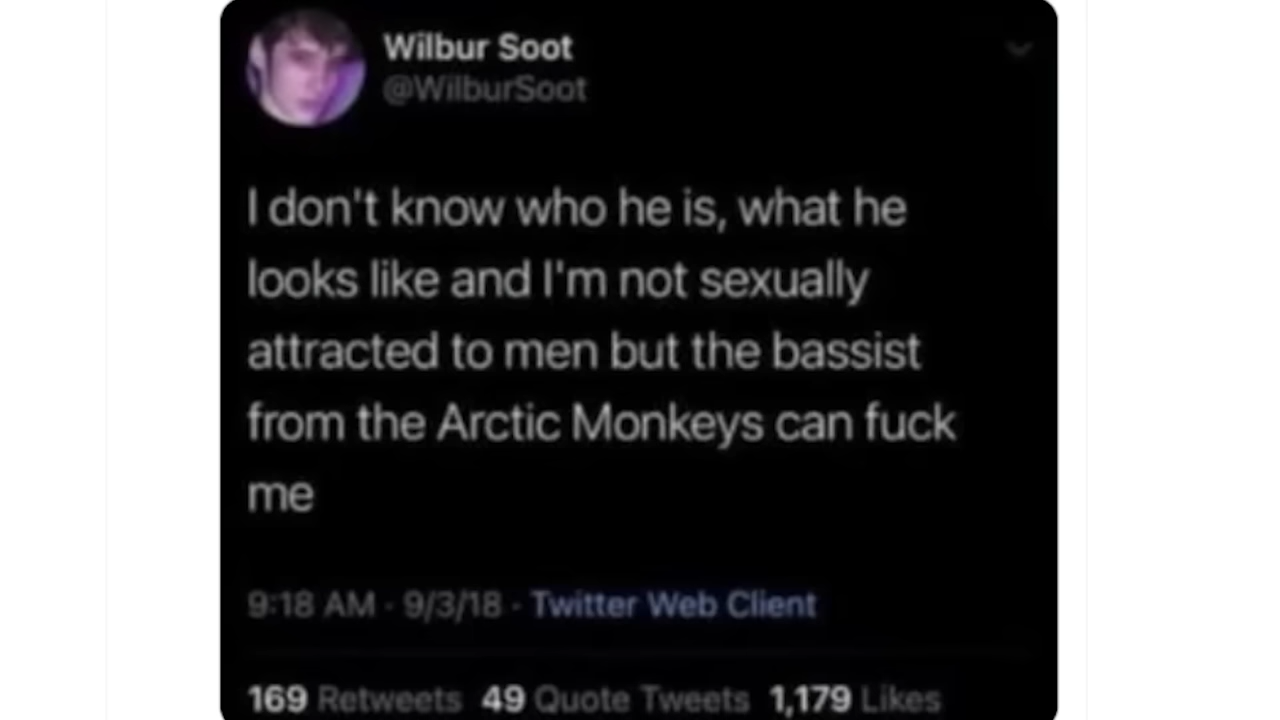 Wilbur Soot
@WilburSoot
I don't know who he is, what he
looks like and I'm not sexually
attracted to men but the bassist
from the Arctic Monkeys can fuck
me
9:18 AM · 9/3/18 · Twitter Web Client
169 Retweets 49 Quote Tweets 1,179 Likes